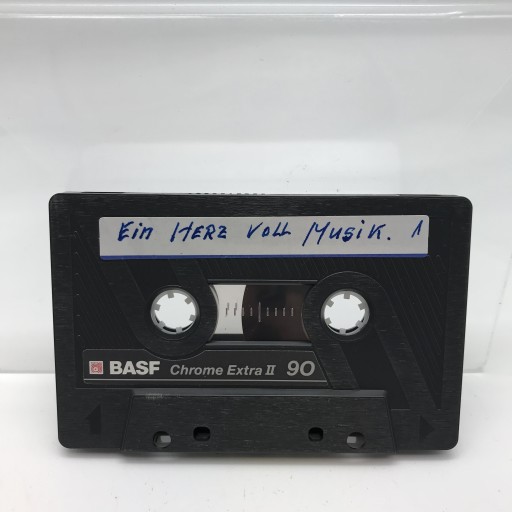 Ein HERZ VOLL MUSiK. 1
BASF Chrome Extra II 90